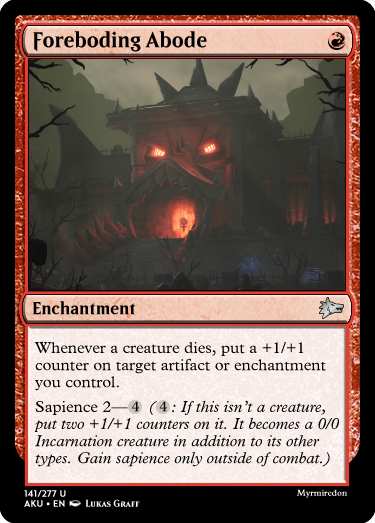 Foreboding Abode
Enchantment
Whenever a creature dies, put a +1/+1
counter on target artifact or enchantment
you control.
Sapience 2—4 (4: If this isn't a creature,
put two +1/+1 counters on it. It becomes a 0/0
Incarnation creature in addition to its other
types. Gain sapience only outside of combat.)
141/277 U
Myrmiredon
AKU • EN Lukas Graff